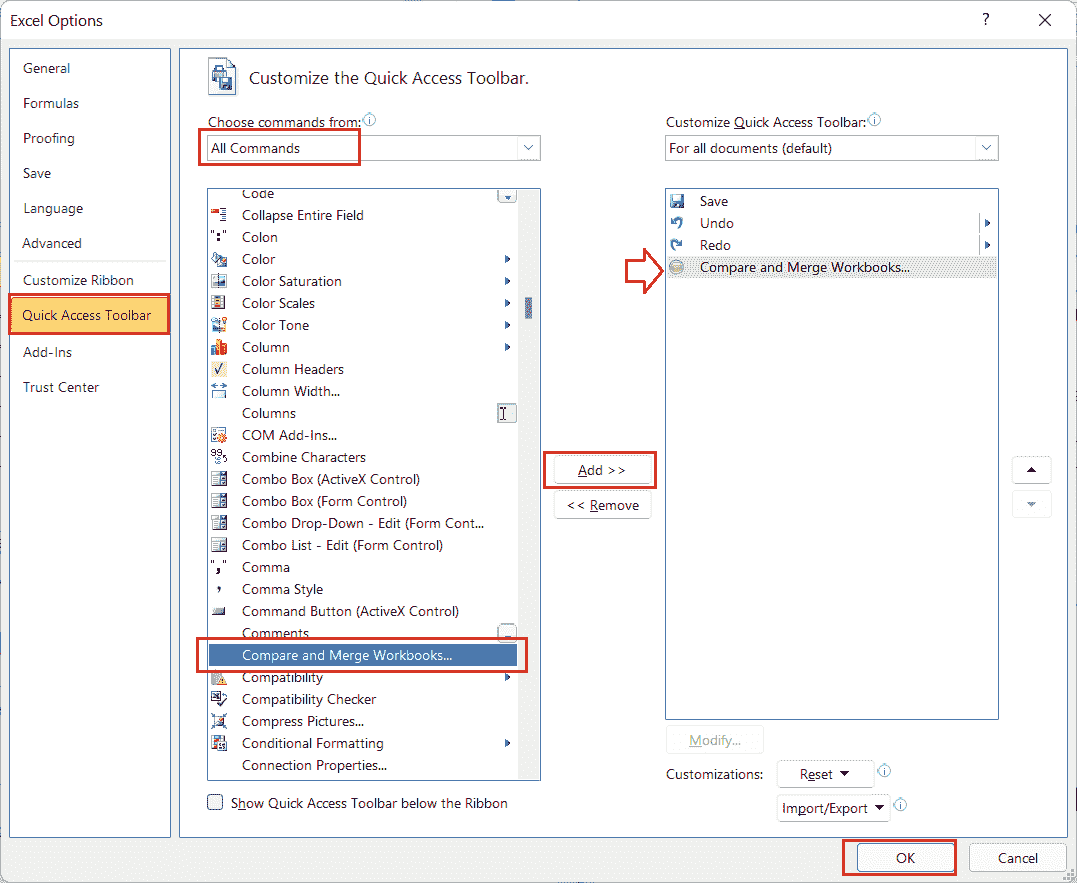 Excel Options
?
General
Formulas
Proofing
Save
Language
Advanced
Customize Ribbon
Quick Access Toolbar
Add-Ins
Trust Center
Customize the Quick Access Toolbar.
Choose commands from:
All Commands
Code
Collapse Entire Field
Colon
Color
Color Saturation
Color Scales
Color Tone
Column
Column Headers
Column Width...
Columns
COM Add-Ins...
Combine Characters
Combo Box (ActiveX Control)
Combo Box (Form Control)
Combo Drop-Down - Edit (Form Cont...
Combo List - Edit (Form Control)
Comma
Comma Style
Command Button (ActiveX Control)
Comments
Compare and Merge Workbooks...
Compatibility
Compatibility Checker
Compress Pictures...
Conditional Formatting
Connection Properties...
Show Quick Access Toolbar below the Ribbon
Add >>
<< Remove
Customize Quick Access Toolbar:
For all documents (default)
Save
Undo
Redo
Compare and Merge Workbooks...
Modify...
Customizations:
Reset
Import/Export
OK
Cancel